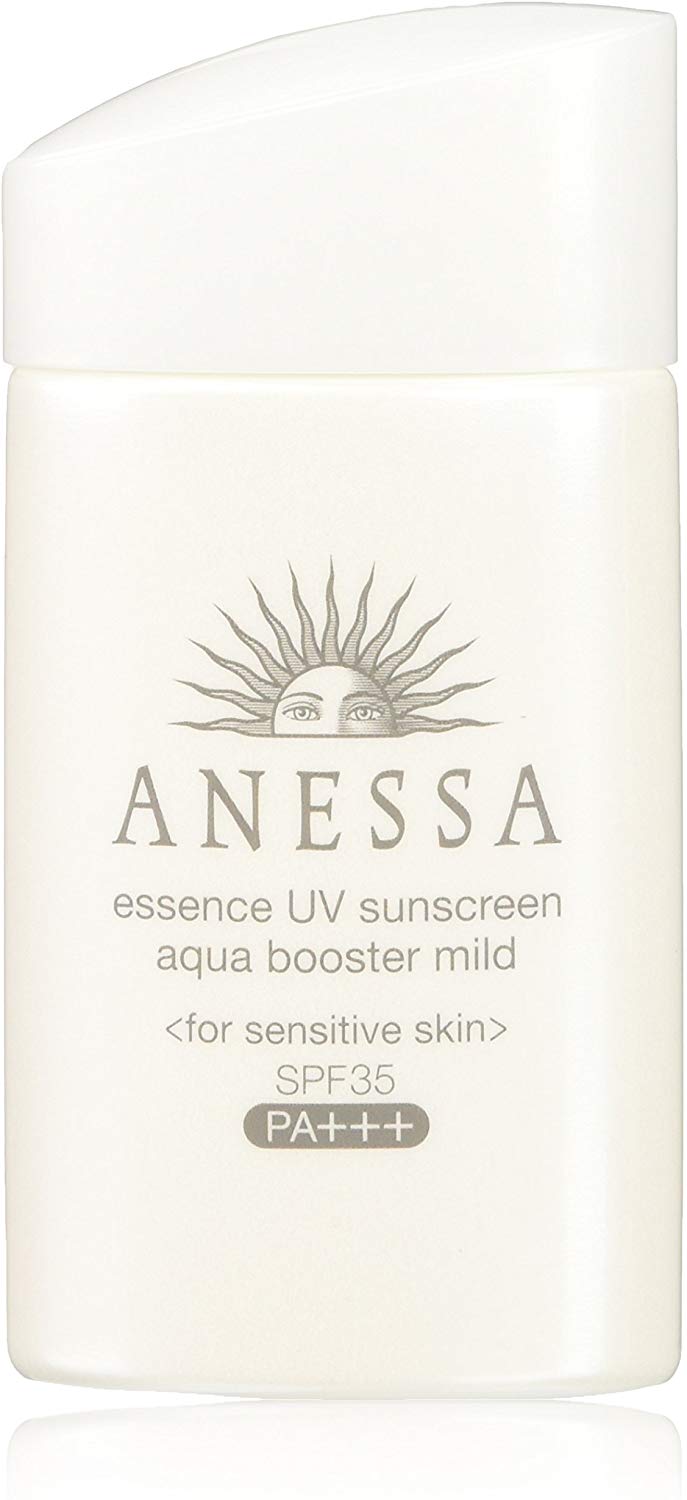 ANESSA
essence UV sunscreen
aqua booster mild
<for sensitive skin>
SPF35
PA+++